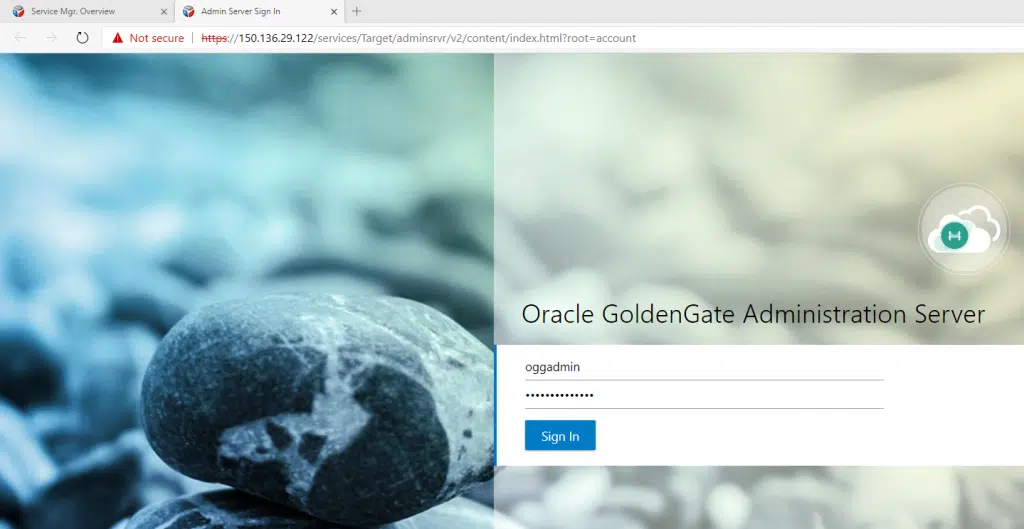 Service Mgr. Overview
Admin Server Sign In
Not secure | https://150.136.29.122/services/Target/adminsrvr/v2/content/index.html?root=account
Oracle GoldenGate Administration Server
oggadmin
••••••••••••••
Sign In